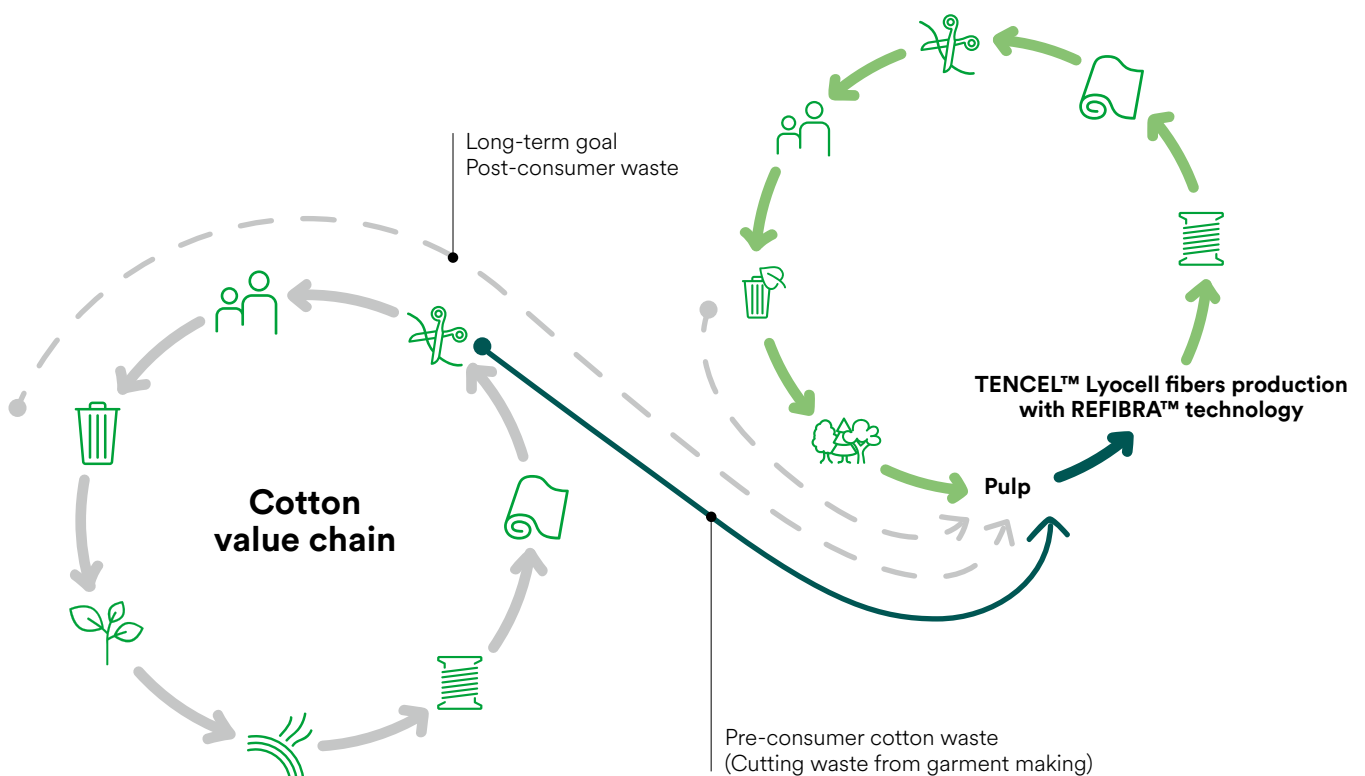 Long-term goal
Post-consumer waste
TENCEL™ Lyocell fibers production
with REFIBRA™ technology
Pulp
Cotton
value chain
Pre-consumer cotton waste
(Cutting waste from garment making)